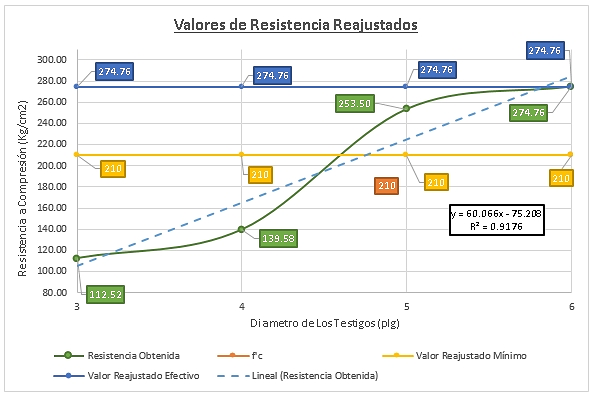 Valores de Resistencia Reajustados
Resistencia a Compresión (Kg/cm2)
300.00
280.00
260.00
240.00
220.00
200.00
180.00
160.00
140.00
120.00
100.00
80.00
274.76
274.76
274.76
274.76
253.50
274.76
210
210
210
210
210
139.58
112.52
y = 60.066x - 75.208
R² = 0.9176
3
4
5
6
Diametro de Los Testigos (plg)
Resistencia Obtenida
f'c
Valor Reajustado Mínimo
Valor Reajustado Efectivo
Lineal (Resistencia Obtenida)